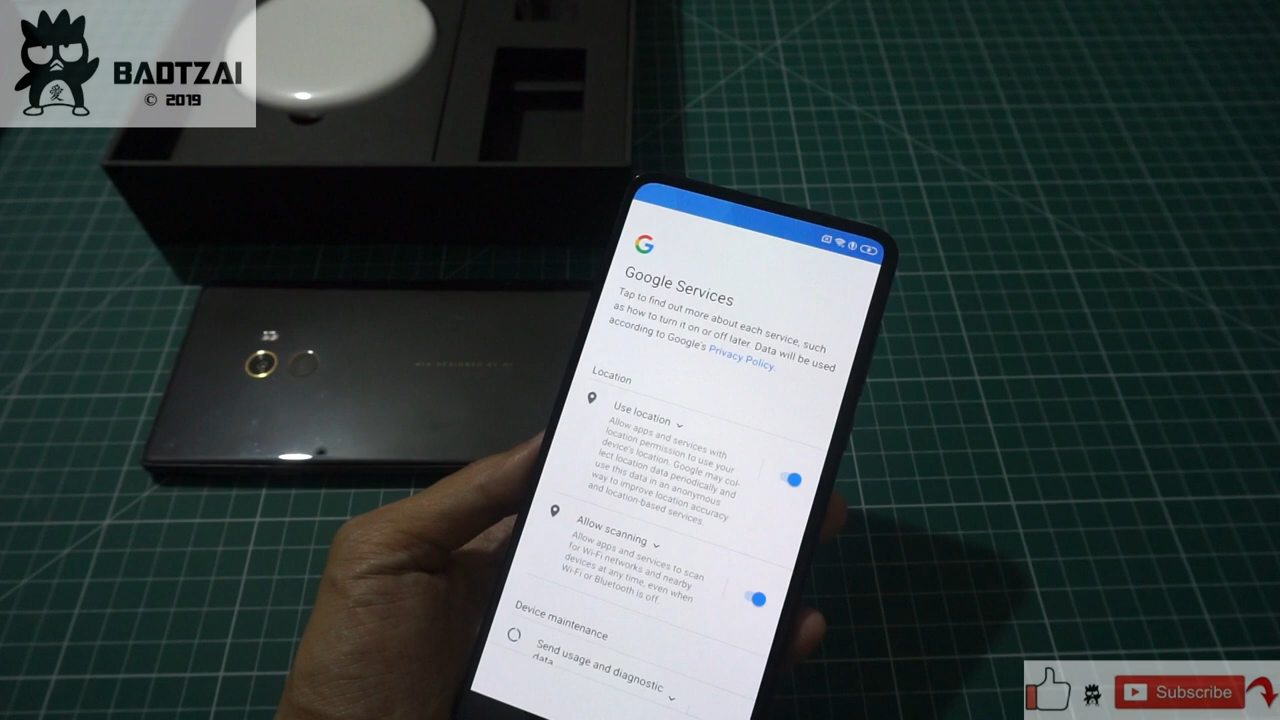 愛
BADTZAI
© 2019
Google Services
Tap to find out more about each service, such
as how to turn it on or off later. Data will be used
according to Google's Privacy Policy.
Location
Use location
Allow apps and services with
location permission to use your
device's location. Google may col-
lect location data periodically and
use this data in an anonymous
way to improve location accuracy
and location-based services.
Allow scanning
Allow apps and services to scan
for Wi-Fi networks and nearby
devices at any time, even when
Wi-Fi or Bluetooth is off.
Device maintenance
Send usage and diagnostic
data
MIX DESIGNED BY MI
Subscribe